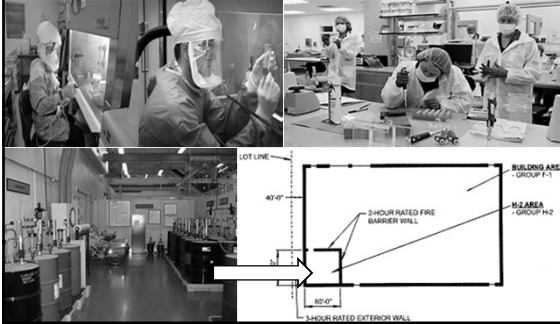 LOT LINE
BUILDING ARE
- GROUP F-1
40'-0"
H-2 AREA
- GROUP H-2
2-HOUR RATED FIRE
BARRIER WALL
60'-0"
3-HOUR RATED EXTERIOR WALL